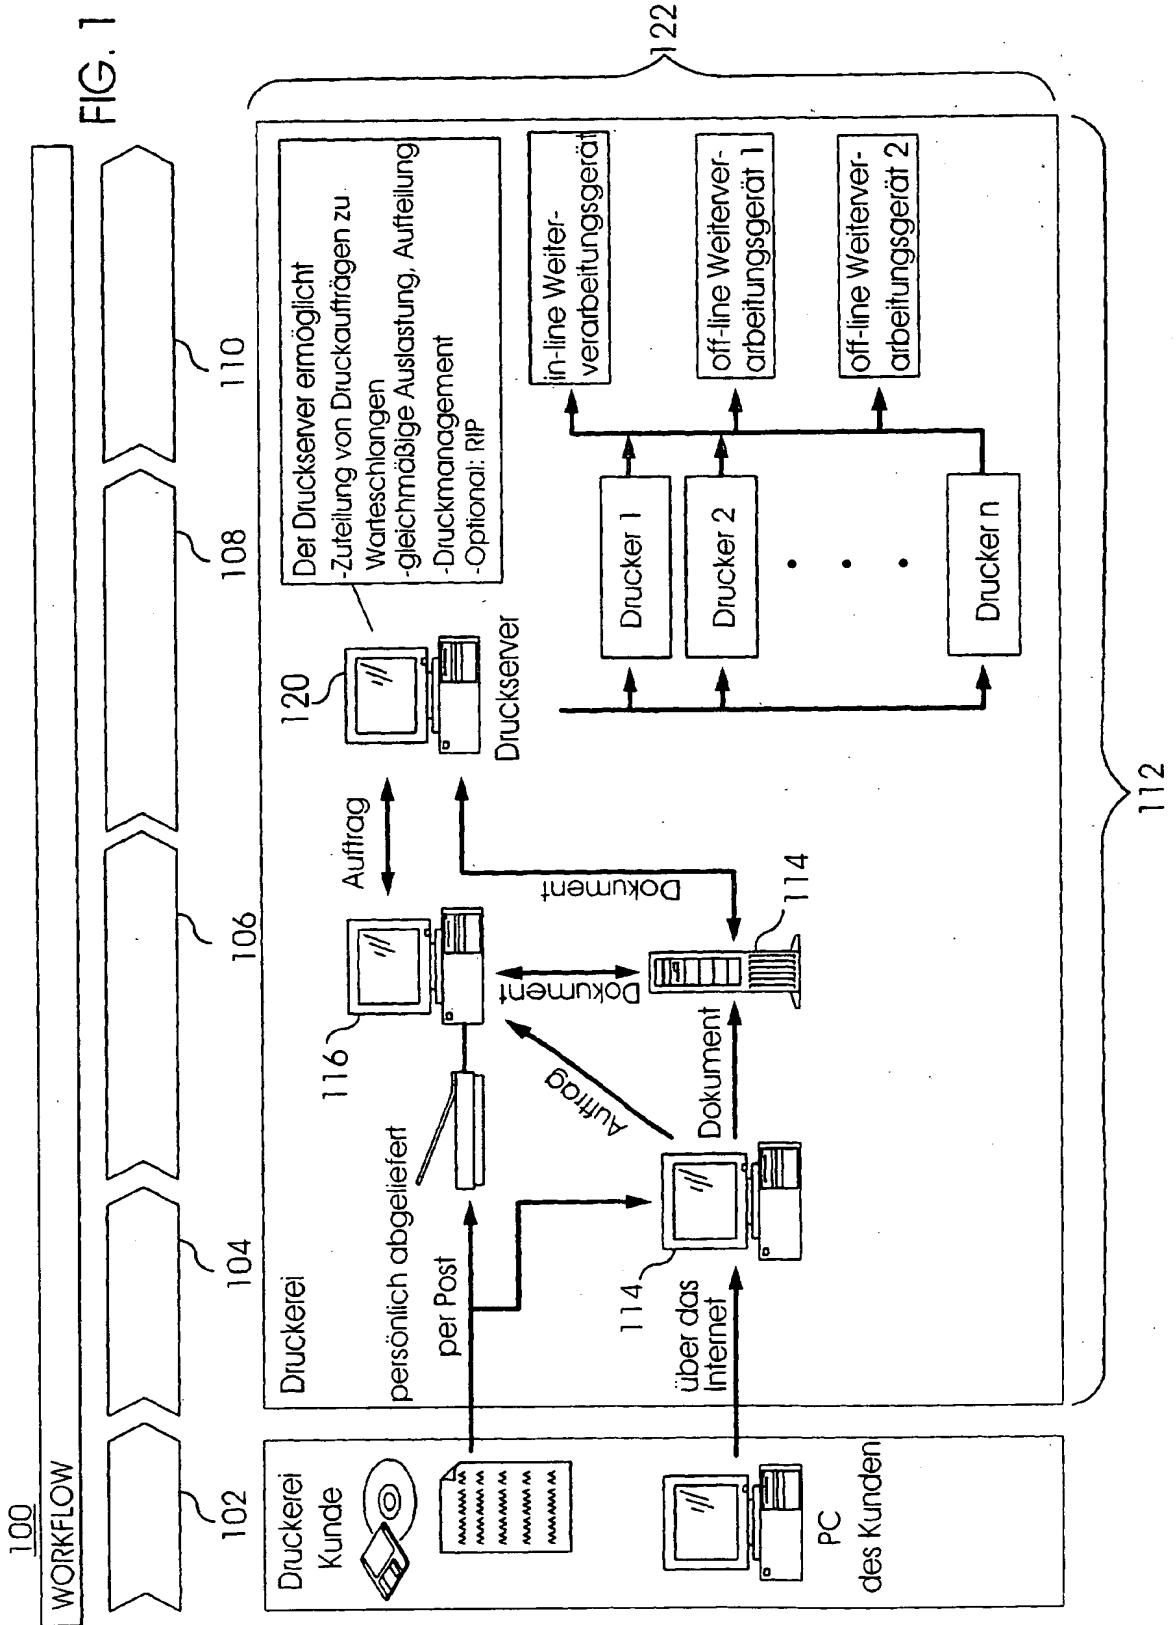 FIG. 1
100
WORKFLOW
102
104
106
108
110
Druckerei
Kunde
PC
des Kunden
Druckerei
persönlich abgeliefert
per Post
über das
Internet
114
116
Auftrag
Dokument
Dokument
114
Auftrag
Dokument
120
Druckserver
Der Druckserver ermöglicht
-Zuteilung von Druckaufträgen zu
Warteschlangen
-gleichmäßige Auslastung, Aufteilung
-Druckmanagement
-Optional: RIP
Drucker 1
Drucker 2
Drucker n
in-line Weiter-
verarbeitungsgerät
off-line Weiterver-
arbeitungsgerät 1
off-line Weiterver-
arbeitungsgerät 2
112
122